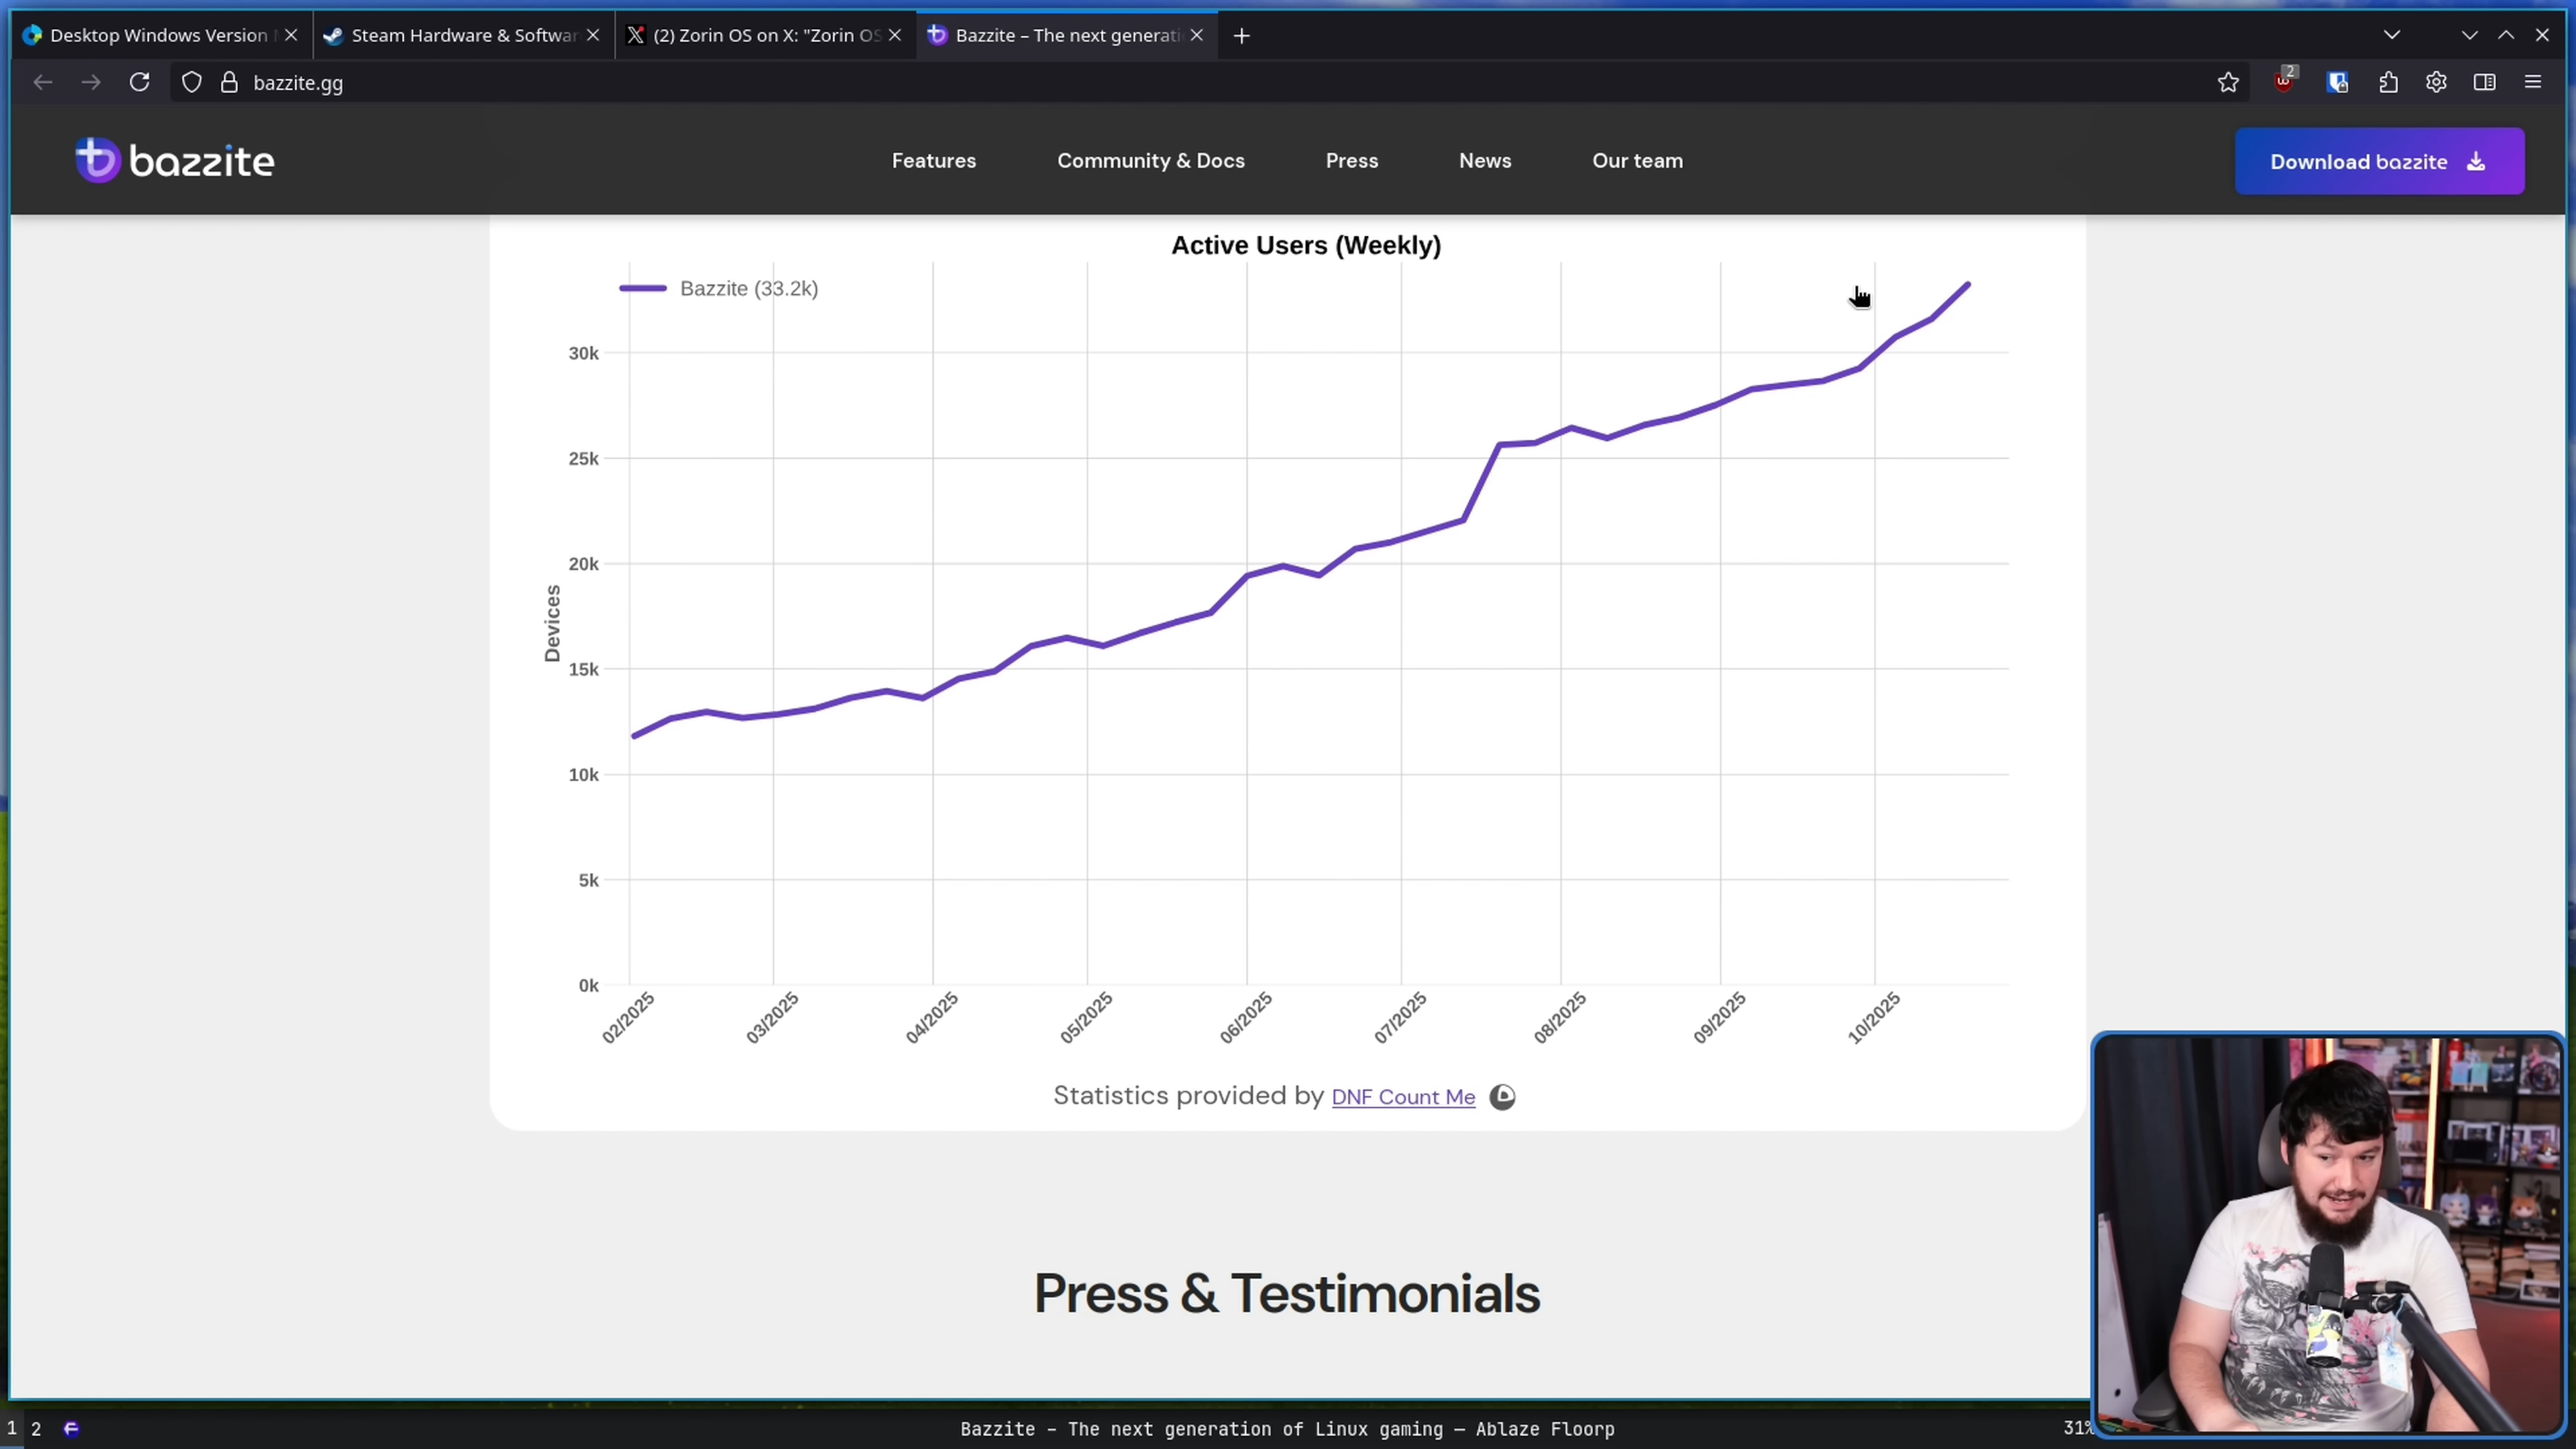 Desktop Windows Version
Steam Hardware & Softwar
(2) Zorin OS on X: "Zorin OS
Bazzite – The next generati
bazzite.gg
2
bazzite
Features
Community & Docs
Press
News
Our team
Download bazzite
Active Users (Weekly)
Bazzite (33.2k)
30k
25k
20k
15k
10k
5k
0k
Devices
02/2025
03/2025
04/2025
05/2025
06/2025
07/2025
08/2025
09/2025
10/2025
Statistics provided by DNF Count Me
Press & Testimonials
1 2
Bazzite – The next generation of Linux gaming — Ablaze Floorp
31%